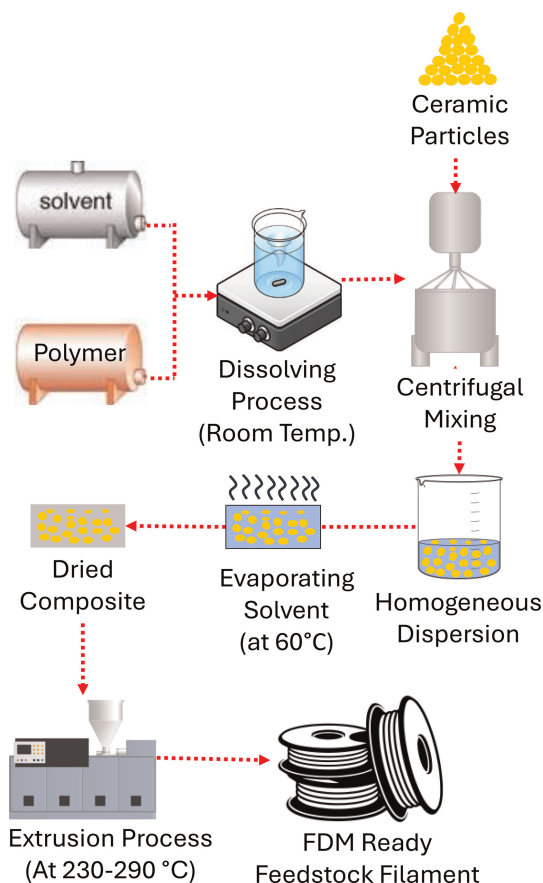 Ceramic
Particles
solvent
Polymer
Dissolving
Process
(Room Temp.)
Centrifugal
Mixing
Dried
Composite
Evaporating
Solvent
(at 60°C)
Homogeneous
Dispersion
Extrusion Process
(At 230-290 °C)
FDM Ready
Feedstock Filament